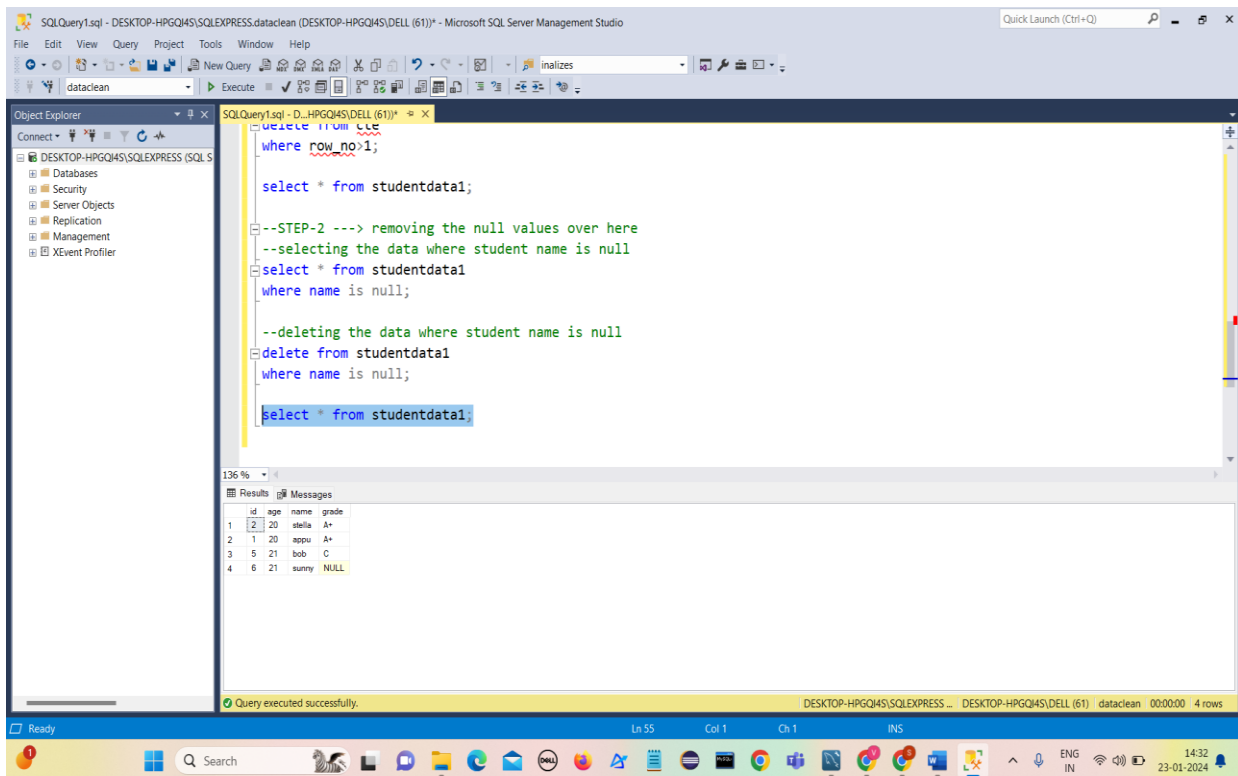 SQLQuery1.sql - DESKTOP-HPGQI4S\SQLEXPRESS.dataclean (DESKTOP-HPGQI4S\DELL (61))* - Microsoft SQL Server Management Studio
Quick Launch (Ctrl+Q)
File Edit View Query Project Tools Window Help
New Query
inalizes
dataclean
Execute
Object Explorer
SQLQuery1.sql - D...HPGQI4S\DELL (61))*
Connect
DESKTOP-HPGQI4S\SQLEXPRESS (SQL S
Databases
Security
Server Objects
Replication
Management
XEvent Profiler
delete from cte
where row_no>1;
select * from studentdata1;
--STEP-2 ---> removing the null values over here
--selecting the data where student name is null
select * from studentdata1
where name is null;
--deleting the data where student name is null
delete from studentdata1
where name is null;
select * from studentdata1;
136 %
Results Messages
id age name grade
1 2 20 stella A+
2 1 20 appu A+
3 5 21 bob C
4 6 21 sunny NULL
Query executed successfully.
DESKTOP-HPGQI4S\SQLEXPRESS ... DESKTOP-HPGQI4S\DELL (61) dataclean 00:00:00 4 rows
Ready
Ln 55 Col 1 Ch 1 INS
1
Search
DELL
ENG
IN
14:32
23-01-2024